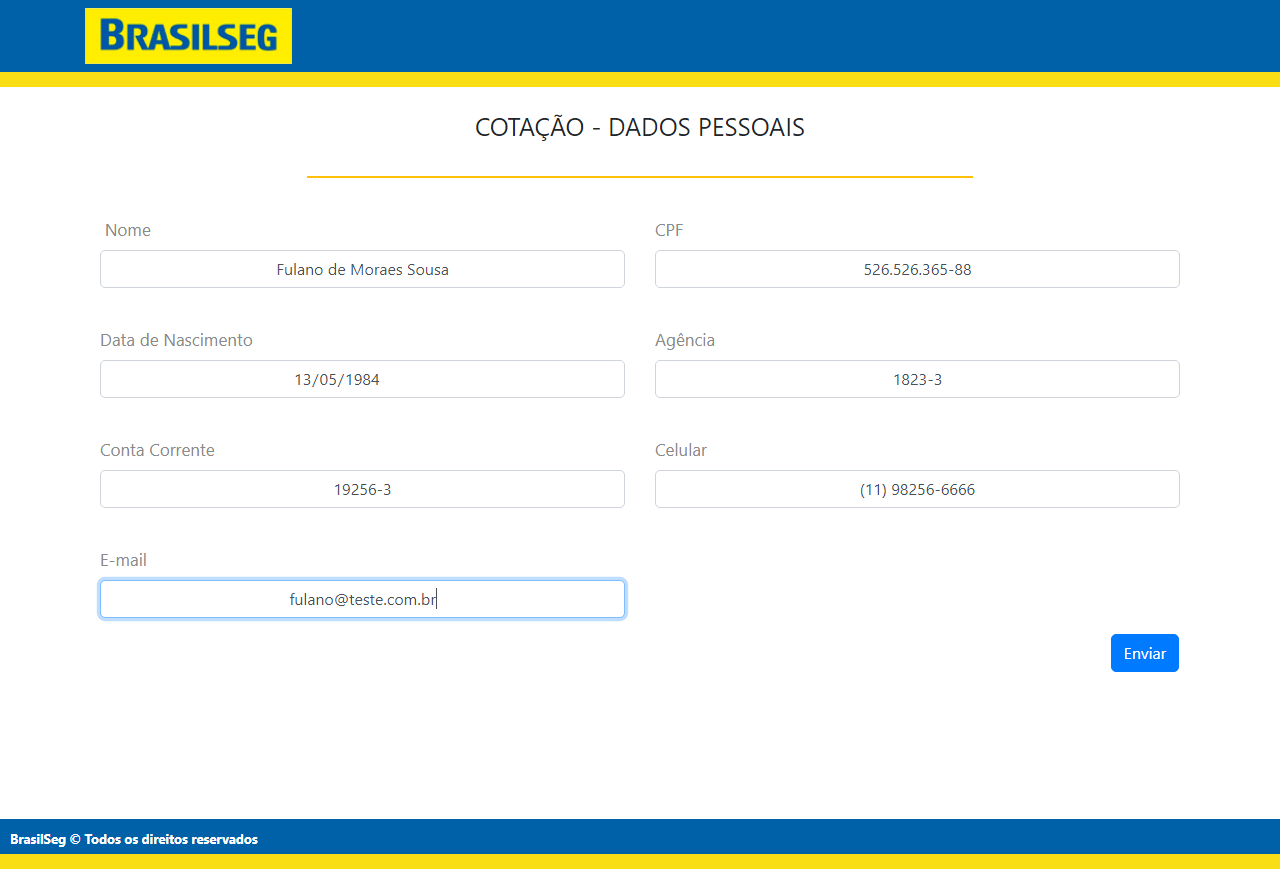 BRASILSEG
COTAÇÃO - DADOS PESSOAIS
Nome
Fulano de Moraes Sousa
CPF
526.526.365-88
Data de Nascimento
13/05/1984
Agência
1823-3
Conta Corrente
19256-3
Celular
(11) 98256-6666
E-mail
fulano@teste.com.br
Enviar
BrasilSeg © Todos os direitos reservados